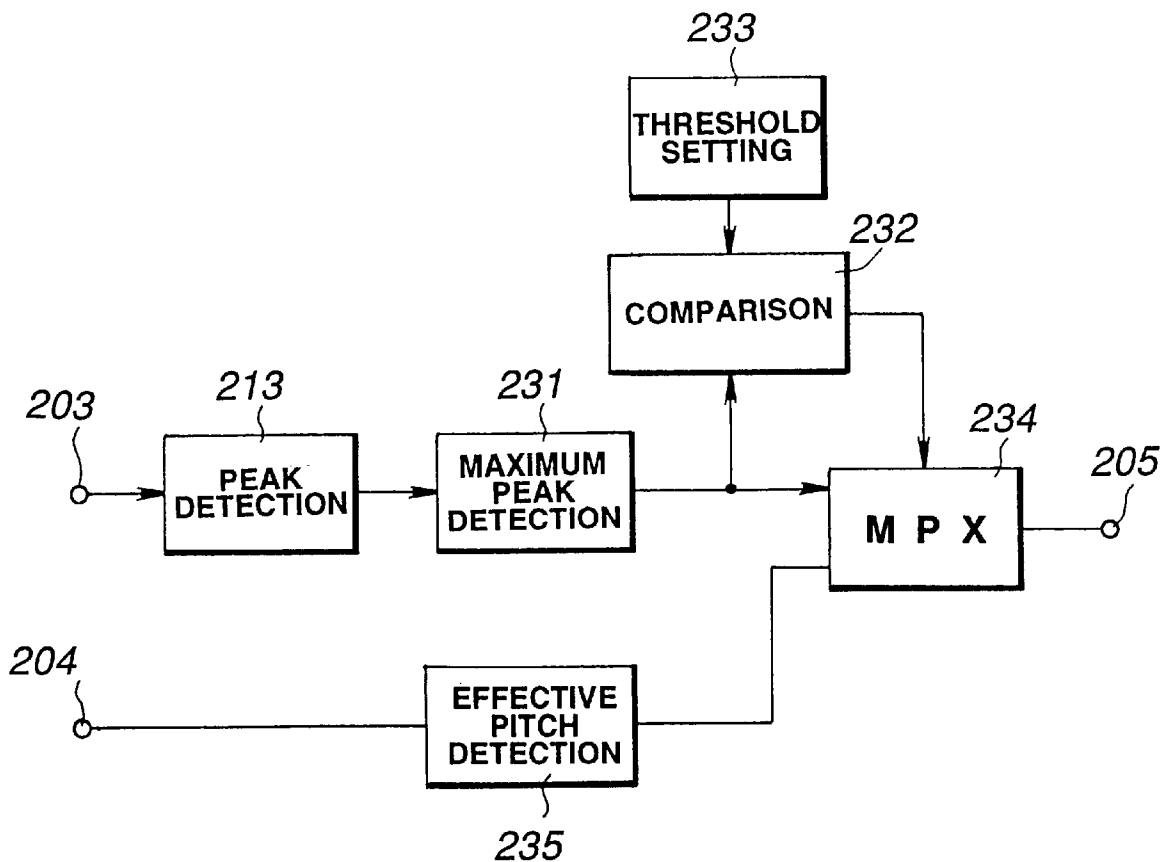 233
THRESHOLD
SETTING
232
COMPARISON
203
213
PEAK
DETECTION
231
MAXIMUM
PEAK
DETECTION
234
M P X
205
204
EFFECTIVE
PITCH
DETECTION
235